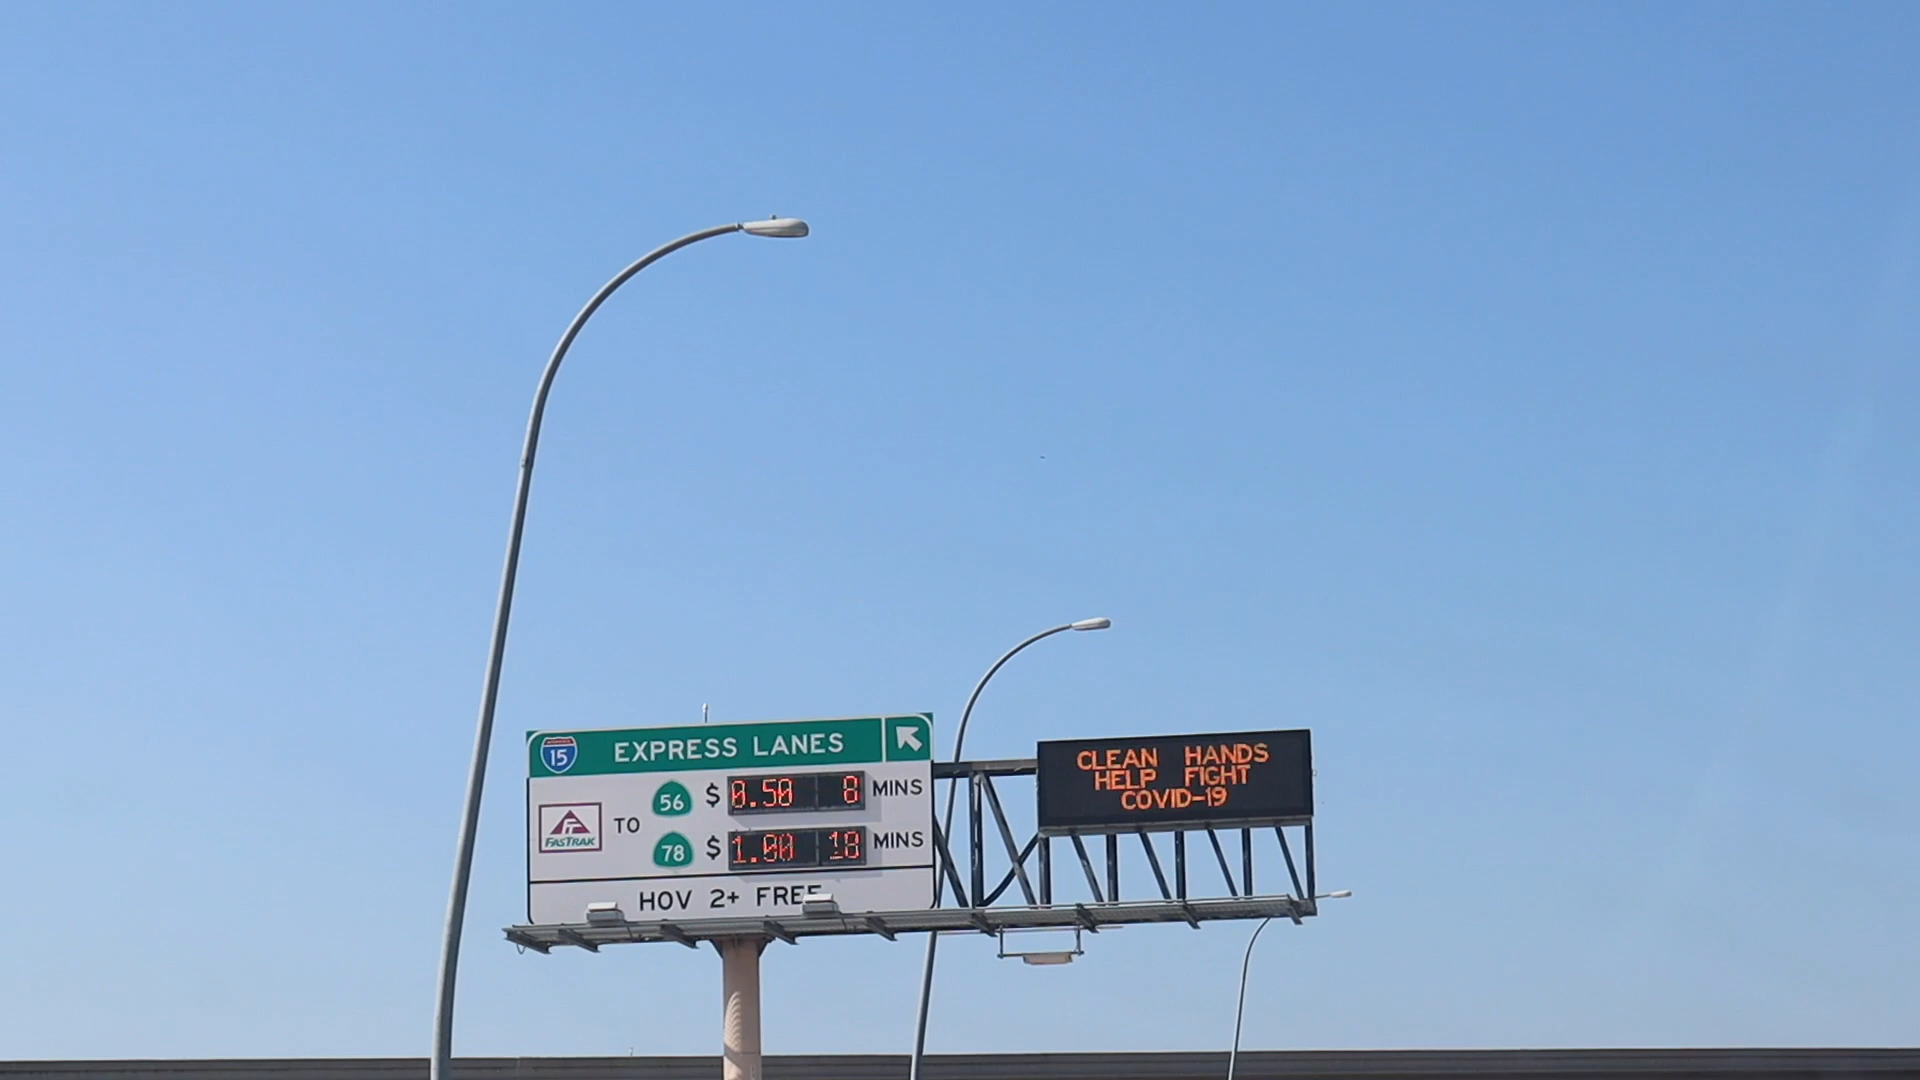 15 EXPRESS LANES
56 $ 0.50 8 MINS
FASTRAK TO
78 $ 1.00 18 MINS
HOV 2+ FREE
CLEAN HANDS
HELP FIGHT
COVID-19